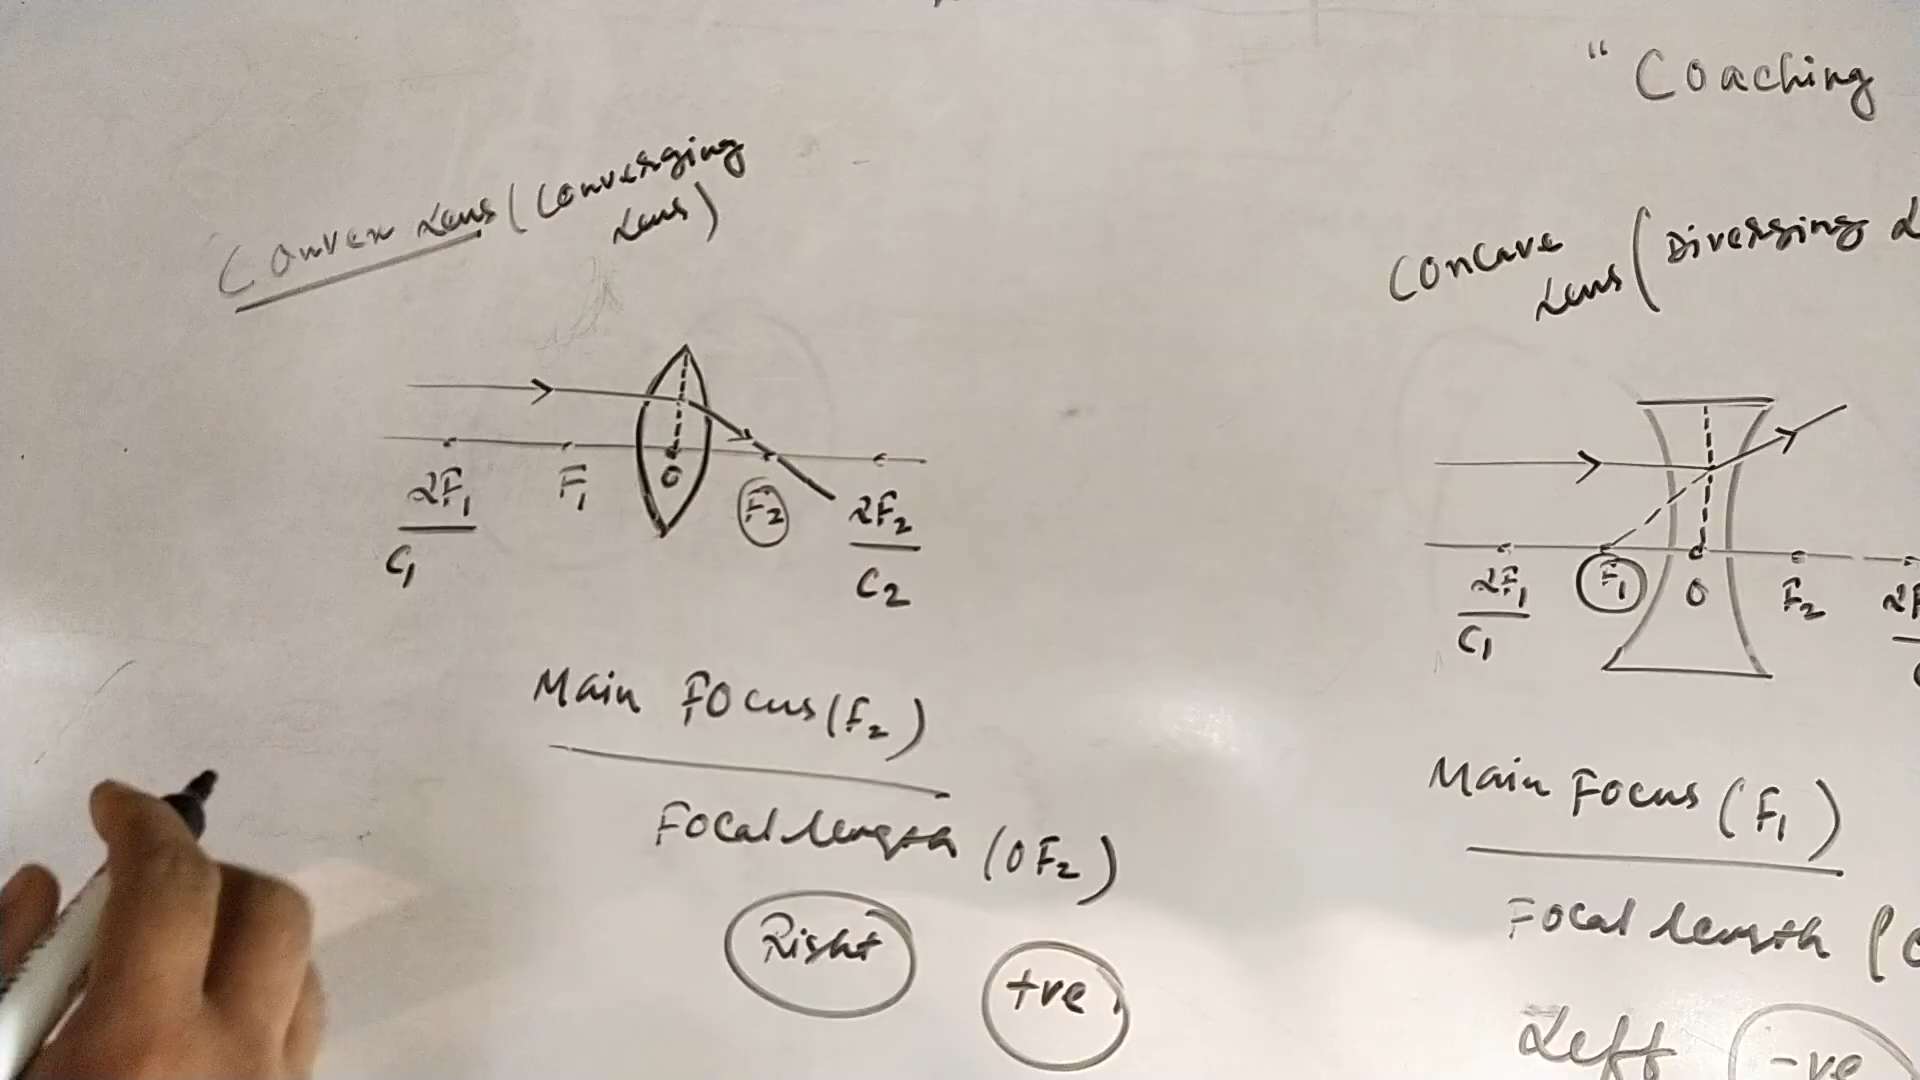 "Coaching
Convex Lens (Converging
Lens)
Concave
Lens (Diverging L
2F₁
C₁
F₁
O
F₂
2F₂
C₂
2F₁
C₁
F₁
O
F₂
2F
Main Focus (F₂)
Focal length (OF₂)
Right
+ve
Main Focus (F₁)
Focal length (O
Left
-ve